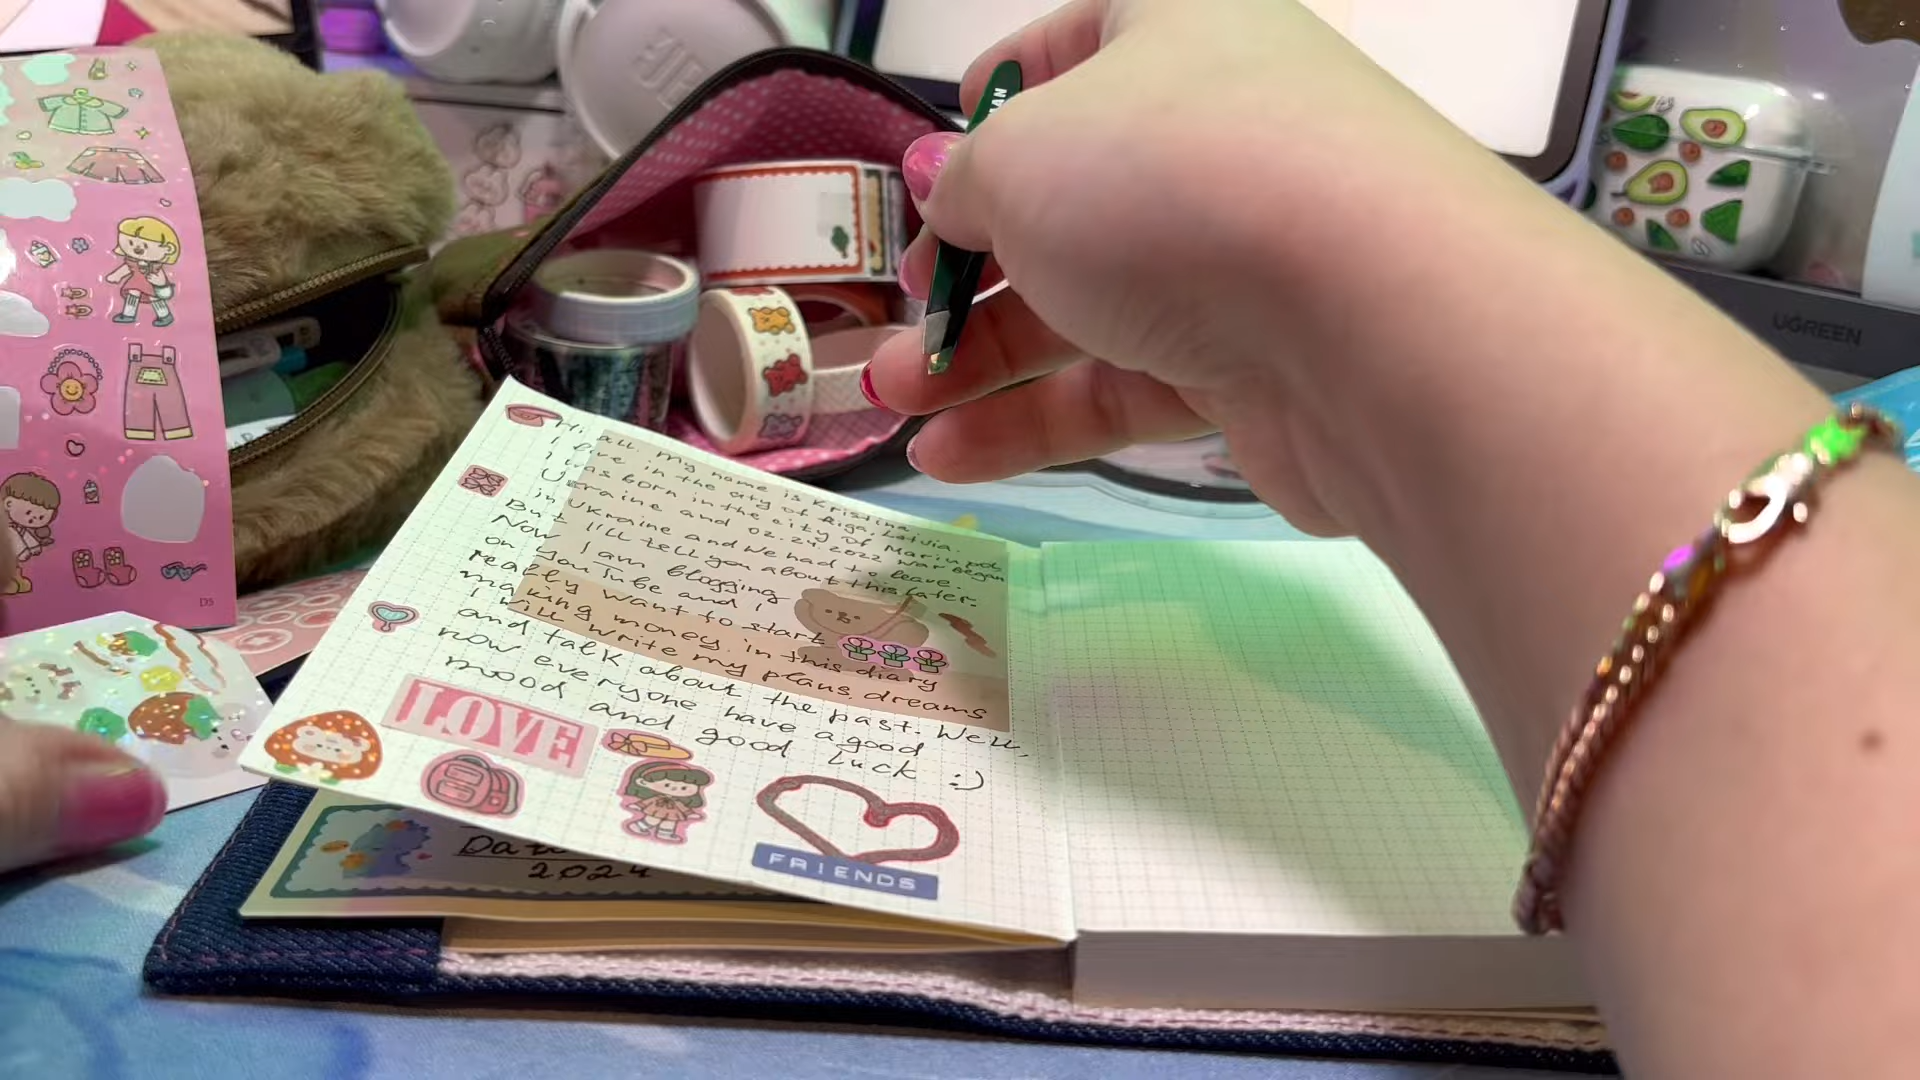 Hi, all. My name is Kristina
I live in the city of Riga, Latvia.
I was born in the city of Mariupol
Ukraine and 02.24.2022 war began
in Ukraine and we had to leave
But I'll tell you about this later.
Now I am blogging
on YouTube and I
really want to start
making money. in this diary
I will write my plans, dreams
and talk about the past. Well,
now everyone have a good
mood and good luck :)
LOVE
FRIENDS
2024
UGREEN